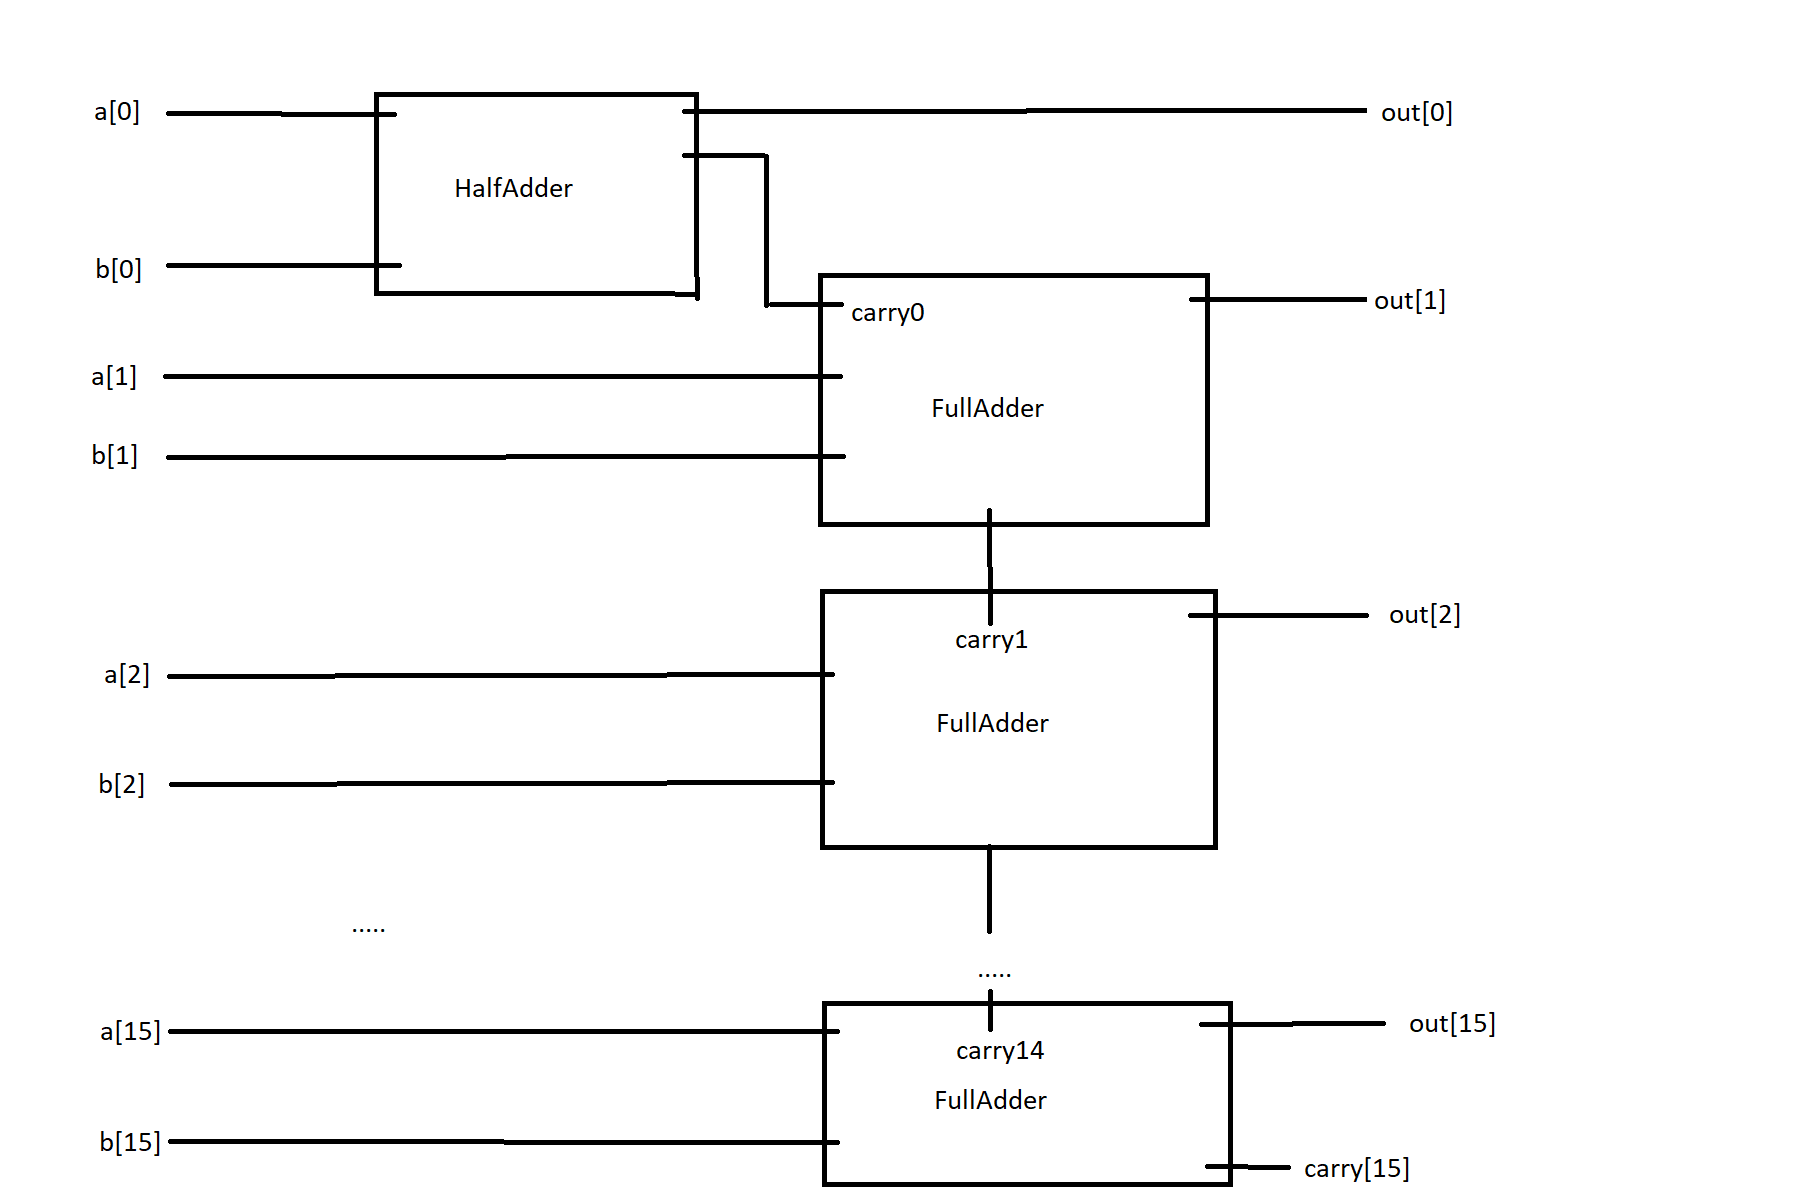 a[0]
out[0]
HalfAdder
b[0]
carry0
out[1]
a[1]
FullAdder
b[1]
carry1
out[2]
a[2]
FullAdder
b[2]
.....
.....
a[15]
out[15]
carry14
FullAdder
b[15]
carry[15]